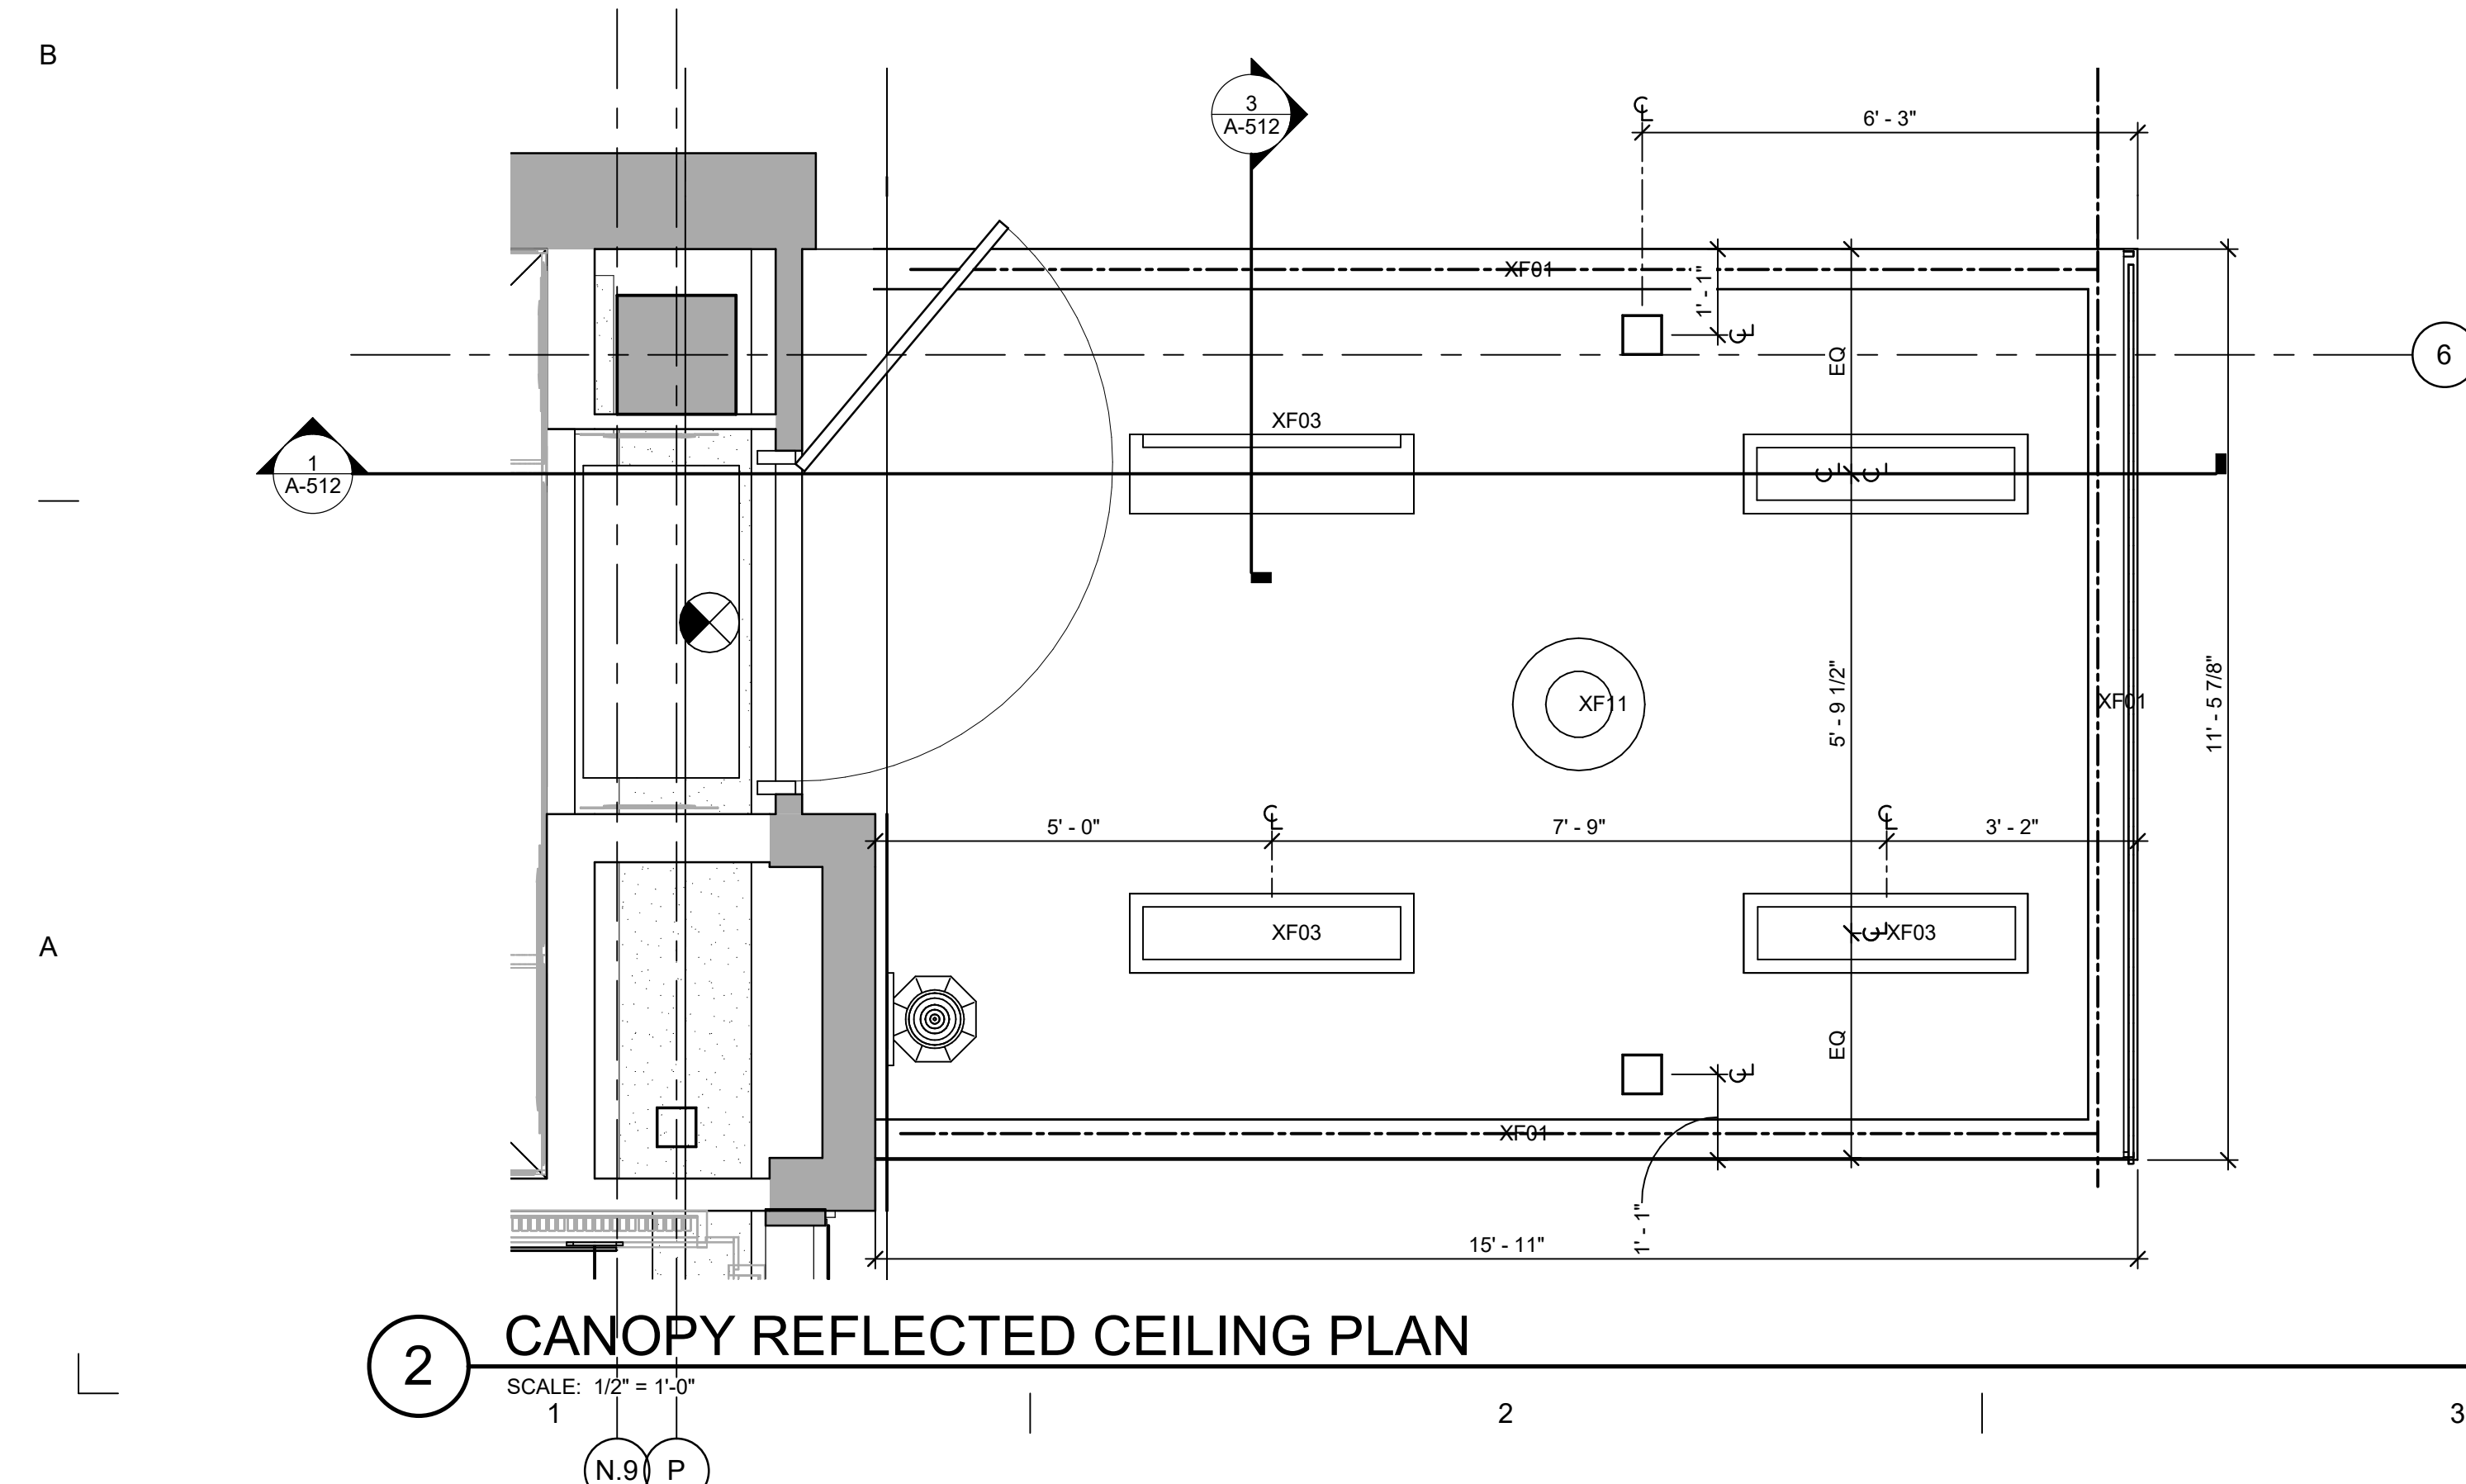 B
3
A-512
℄
6' - 3"
XF01
1' - 1"
℄
EQ
6
XF03
1
A-512
℄ ℄
5' - 9 1/2"
11' - 5 7/8"
XF11
XF01
℄
℄
5' - 0"
7' - 9"
3' - 2"
A
XF03
℄
XF03
EQ
℄
XF01
1' - 1"
15' - 11"
2
CANOPY REFLECTED CEILING PLAN
SCALE: 1/2" = 1'-0"
1
2
3
N.9
P